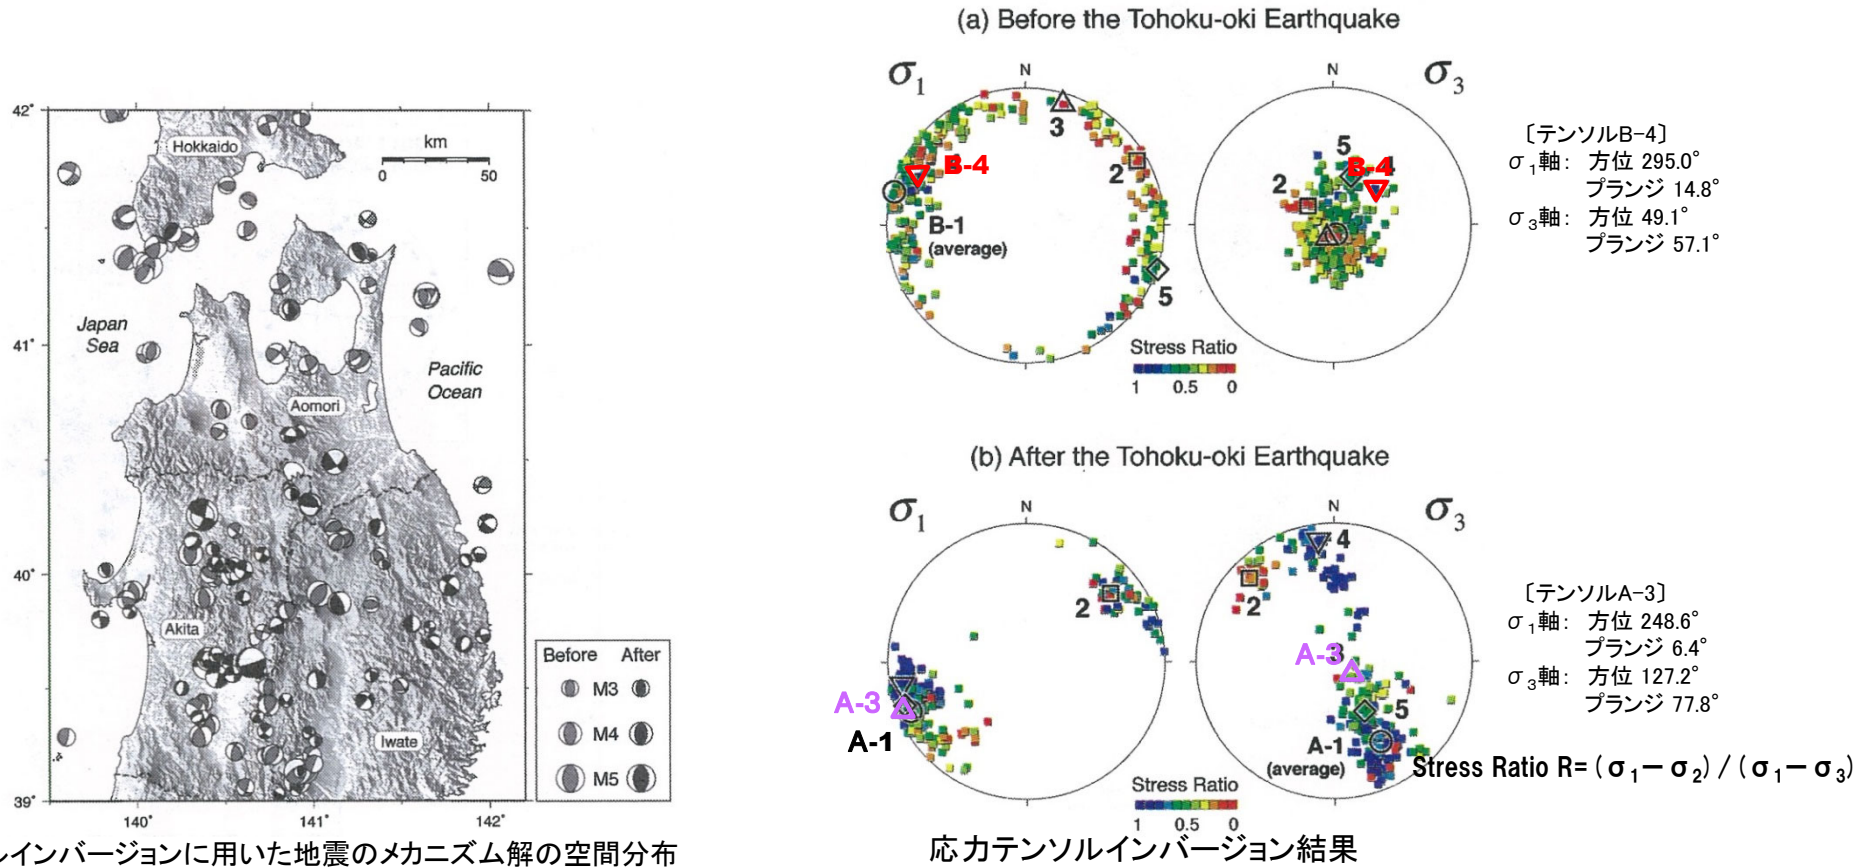 42°
41°
40°
39°
140°
141°
142°
Hokkaido
km
0 50
Japan
Sea
Pacific
Ocean
Aomori
Akita
Iwate
Before After
M3
M4
M5
ルインバージョンに用いた地震のメカニズム解の空間分布
(a) Before the Tohoku-oki Earthquake
σ1
N
3
B-4
2
B-1
(average)
5
Stress Ratio
1 0.5 0
N
σ3
5
B-4
2
〔テンソルB-4〕
σ1軸: 方位 295.0°
プランジ 14.8°
σ3軸: 方位 49.1°
プランジ 57.1°
(b) After the Tohoku-oki Earthquake
σ1
N
2
A-3
A-1
Stress Ratio
1 0.5 0
N
σ3
4
2
A-3
5
A-1
(average)
〔テンソルA-3〕
σ1軸: 方位 248.6°
プランジ 6.4°
σ3軸: 方位 127.2°
プランジ 77.8°
Stress Ratio R= (σ1－σ2) / (σ1－σ3)
応力テンソルインバージョン結果